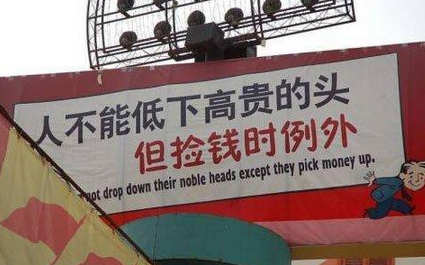 人不能低下高贵的头
但捡钱时例外
not drop down their noble heads except they pick money up.